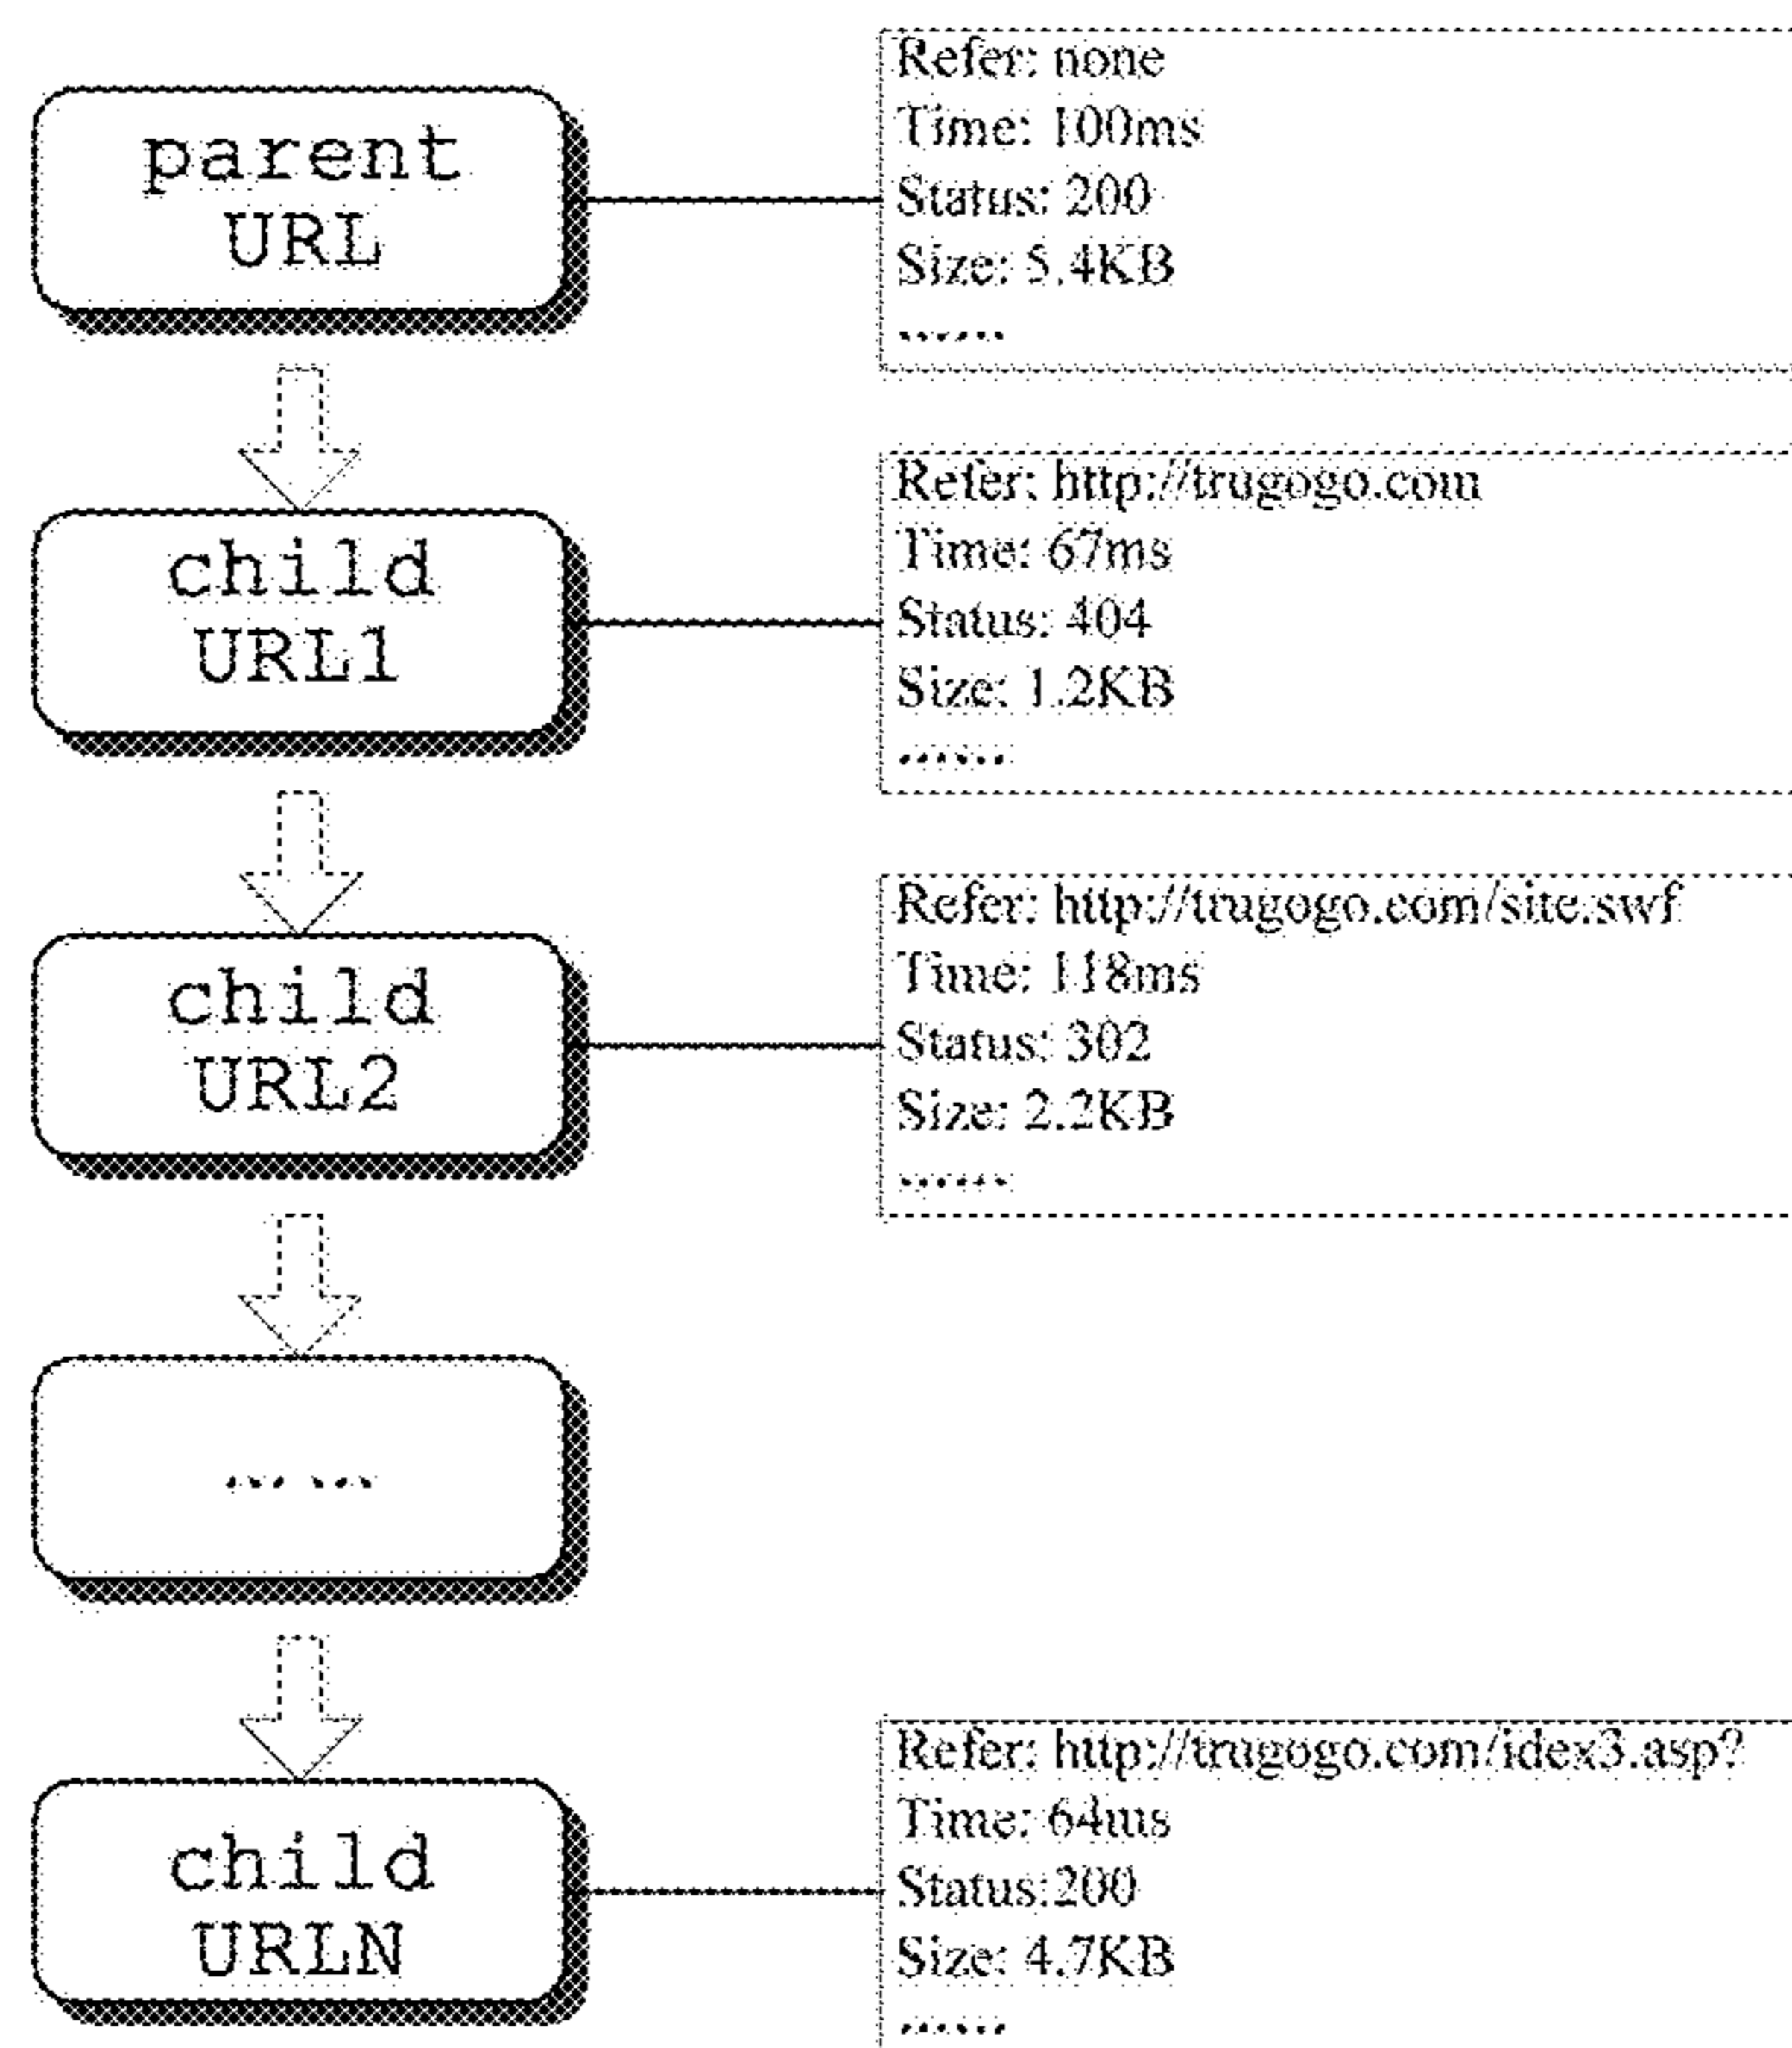 parent
URL
Refer: none
Time: 100ms
Status: 200
Size: 5.4KB
......
child
URL1
Refer: http://trugogo.com
Time: 67ms
Status: 404
Size: 1.2KB
......
child
URL2
Refer: http://trugogo.com/site.swf
Time: 118ms
Status: 302
Size: 2.2KB
......
... ...
child
URLN
Refer: http://trugogo.com/idex3.asp?
Time: 64ms
Status:200
Size: 4.7KB
......